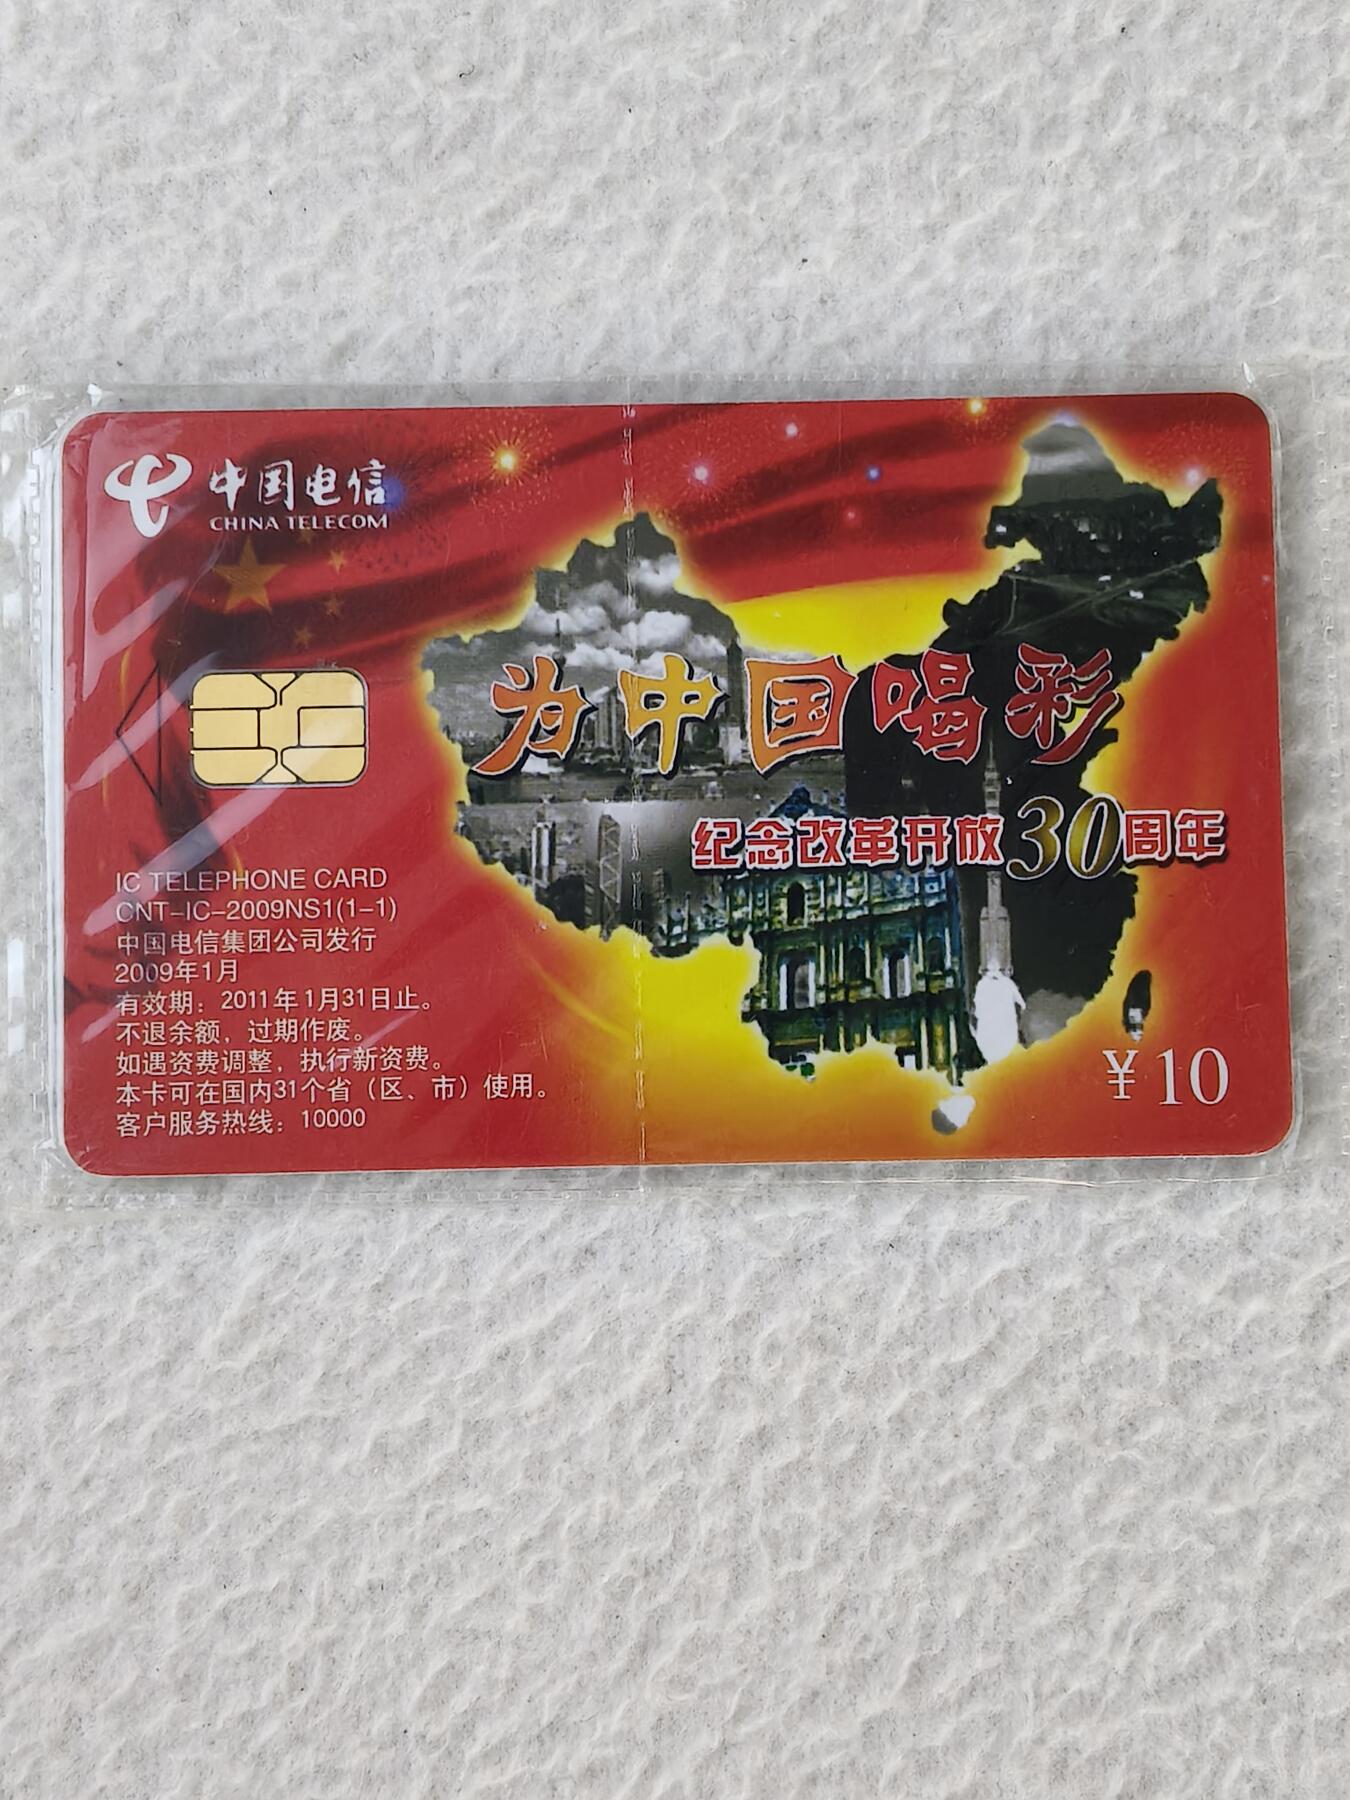 中国电信
CHINA TELECOM
为中国喝彩
纪念改革开放30周年
IC TELEPHONE CARD
CNT-IC-2009NS1(1-1)
中国电信集团公司发行
2009年1月
有效期：2011年1月31日止。
不退余额，过期作废。
如遇资费调整，执行新资费。
本卡可在国内31个省（区、市）使用。
客户服务热线：10000
¥10